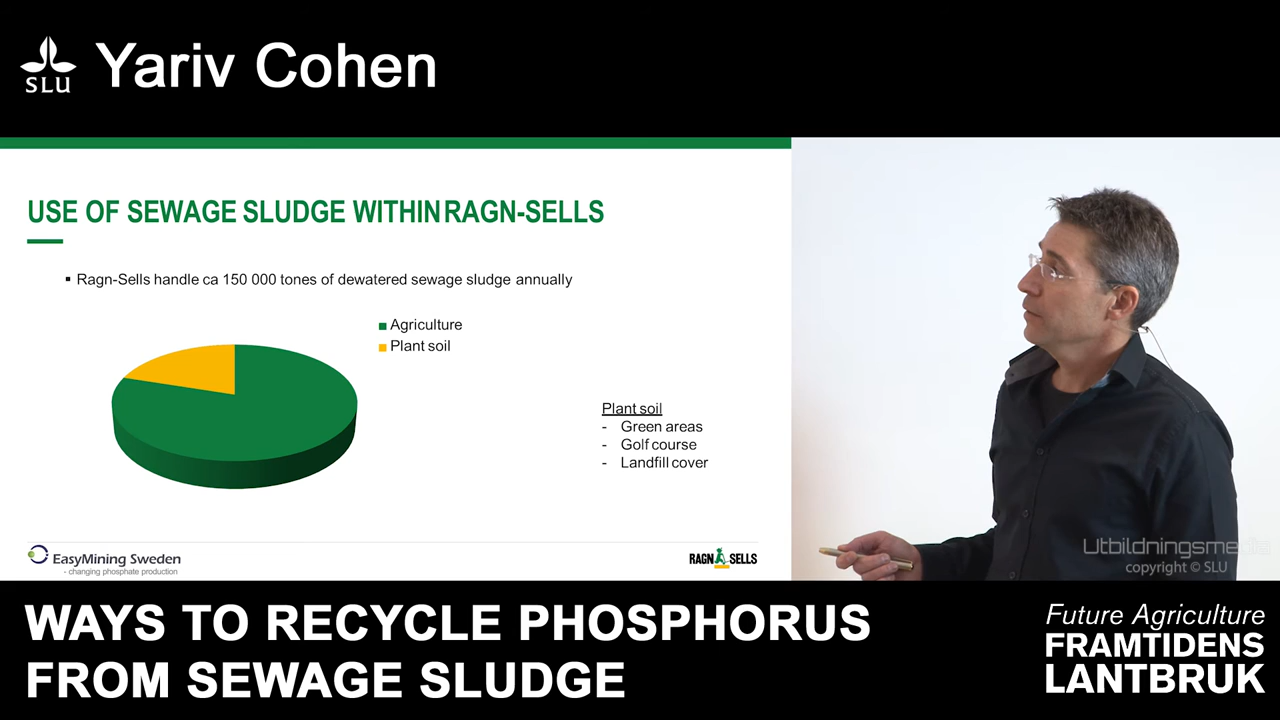 SLU
Yariv Cohen
USE OF SEWAGE SLUDGE WITHIN RAGN-SELLS
▪ Ragn-Sells handle ca 150 000 tones of dewatered sewage sludge annually
Agriculture
Plant soil
Plant soil
- Green areas
- Golf course
- Landfill cover
EasyMining Sweden
- changing phosphate production
RAGN SELLS
Utbildningsmedia
copyright © SLU
WAYS TO RECYCLE PHOSPHORUS
FROM SEWAGE SLUDGE
Future Agriculture
FRAMTIDENS
LANTBRUK